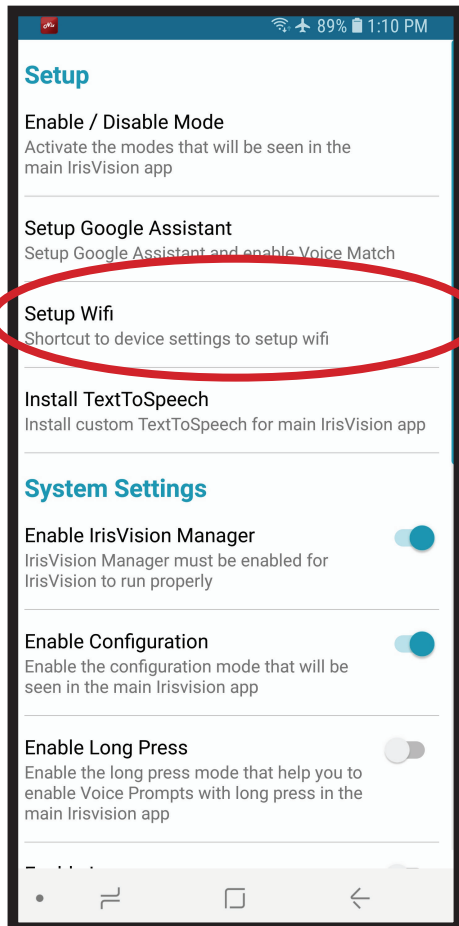 89% 1:10 PM
Setup
Enable / Disable Mode
Activate the modes that will be seen in the
main IrisVision app
Setup Google Assistant
Setup Google Assistant and enable Voice Match
Setup Wifi
Shortcut to device settings to setup wifi
Install TextToSpeech
Install custom TextToSpeech for main IrisVision app
System Settings
Enable IrisVision Manager
IrisVision Manager must be enabled for
IrisVision to run properly
Enable Configuration
Enable the configuration mode that will be
seen in the main Irisvision app
Enable Long Press
Enable the long press mode that help you to
enable Voice Prompts with long press in the
main Irisvision app